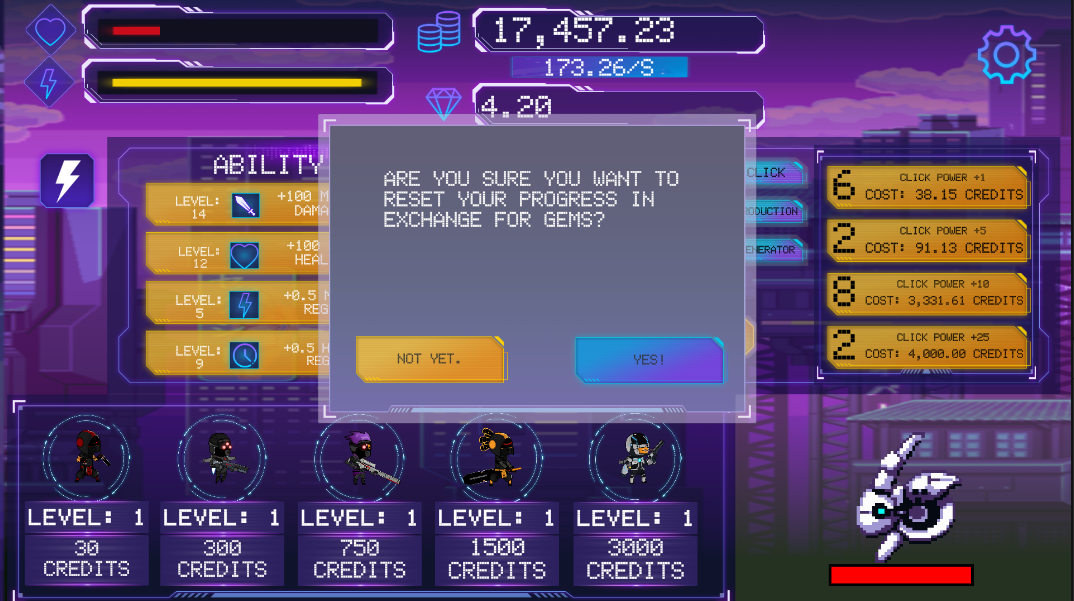 17,457.23
173.26/S
4.20
ABILITY
LEVEL:
14
+100 M
DAMA
LEVEL:
12
+100
HEAL
LEVEL:
5
+0.5 M
REG
LEVEL:
9
+0.5 H
REG
ARE YOU SURE YOU WANT TO
RESET YOUR PROGRESS IN
EXCHANGE FOR GEMS?
NOT YET.
YES!
CLICK
RODUCTION
ENERATOR
6
CLICK POWER +1
COST: 38.15 CREDITS
2
CLICK POWER +5
COST: 91.13 CREDITS
8
CLICK POWER +10
COST: 3,331.61 CREDITS
2
CLICK POWER +25
COST: 4,000.00 CREDITS
LEVEL: 1
30
CREDITS
LEVEL: 1
300
CREDITS
LEVEL: 1
750
CREDITS
LEVEL: 1
1500
CREDITS
LEVEL: 1
3000
CREDITS